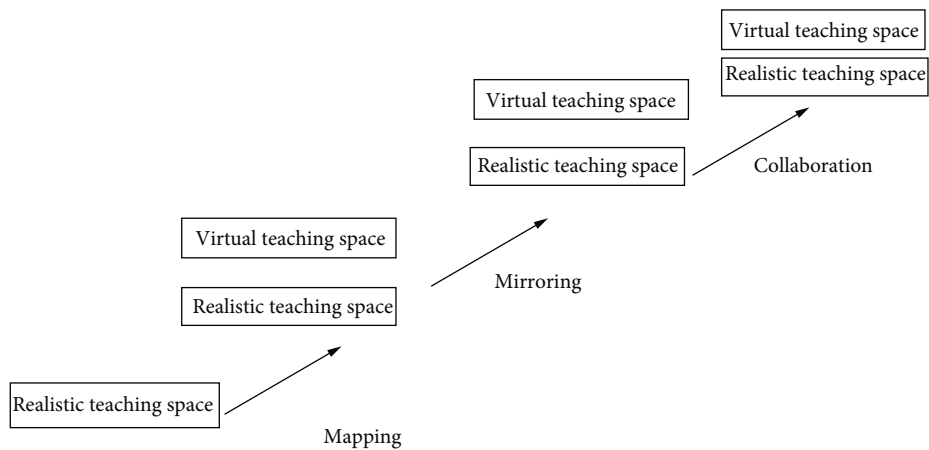 Virtual teaching space
Realistic teaching space
Virtual teaching space
Realistic teaching space
Collaboration
Virtual teaching space
Realistic teaching space
Mirroring
Realistic teaching space
Mapping